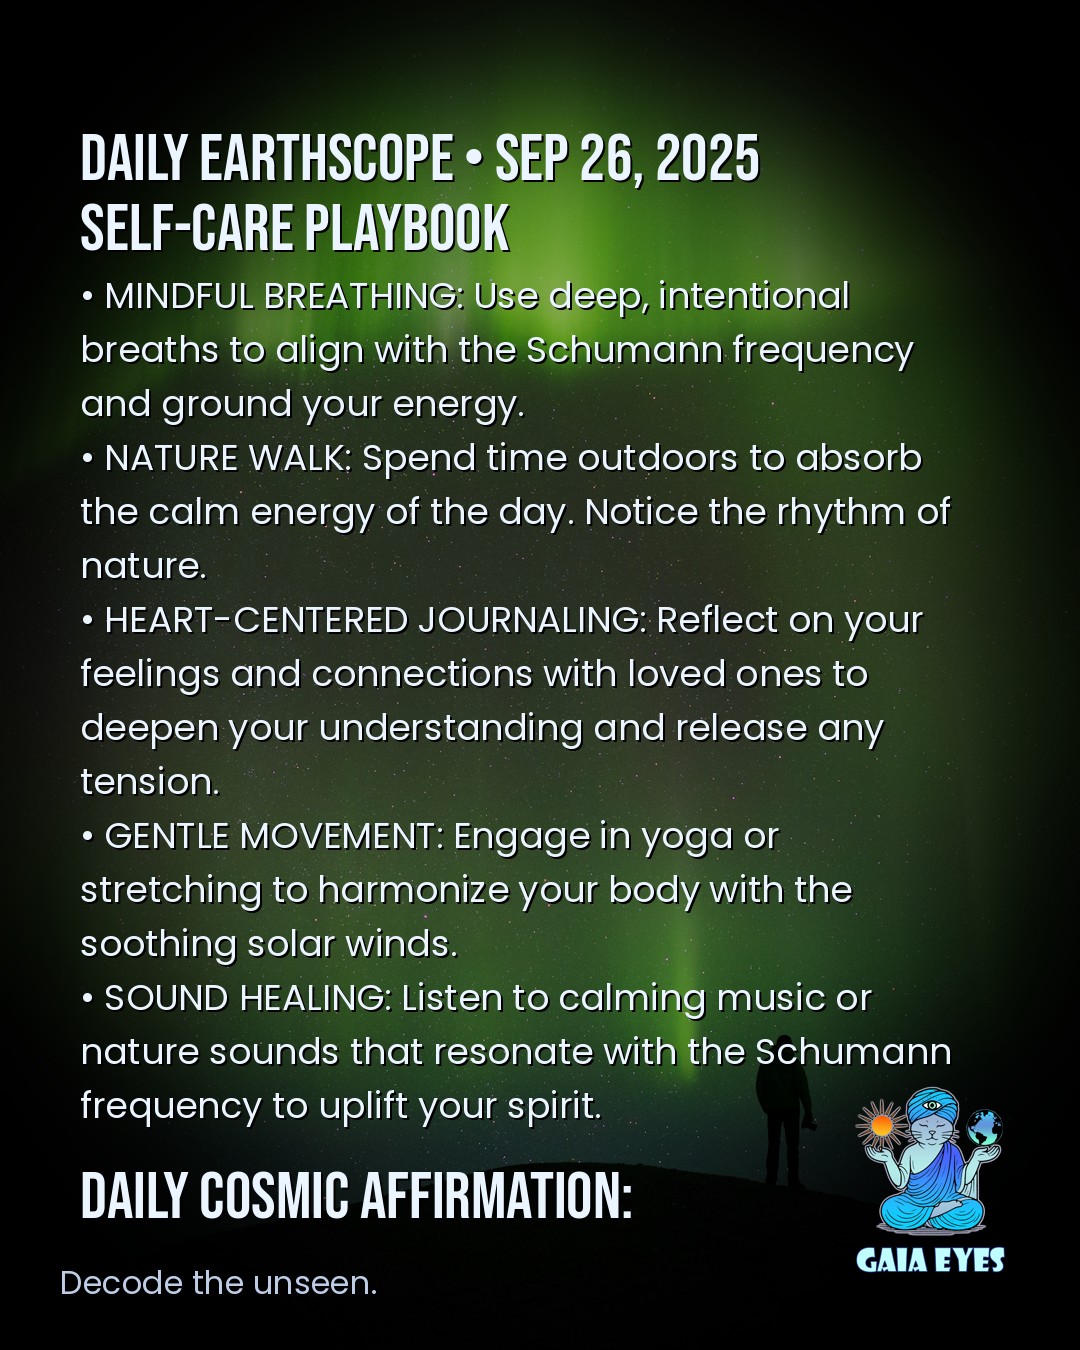 DAILY EARTHSCOPE • SEP 26, 2025
SELF-CARE PLAYBOOK
• MINDFUL BREATHING: Use deep, intentional
breaths to align with the Schumann frequency
and ground your energy.
• NATURE WALK: Spend time outdoors to absorb
the calm energy of the day. Notice the rhythm of
nature.
• HEART-CENTERED JOURNALING: Reflect on your
feelings and connections with loved ones to
deepen your understanding and release any
tension.
• GENTLE MOVEMENT: Engage in yoga or
stretching to harmonize your body with the
soothing solar winds.
• SOUND HEALING: Listen to calming music or
nature sounds that resonate with the Schumann
frequency to uplift your spirit.
DAILY COSMIC AFFIRMATION:
GAIA EYES
Decode the unseen.